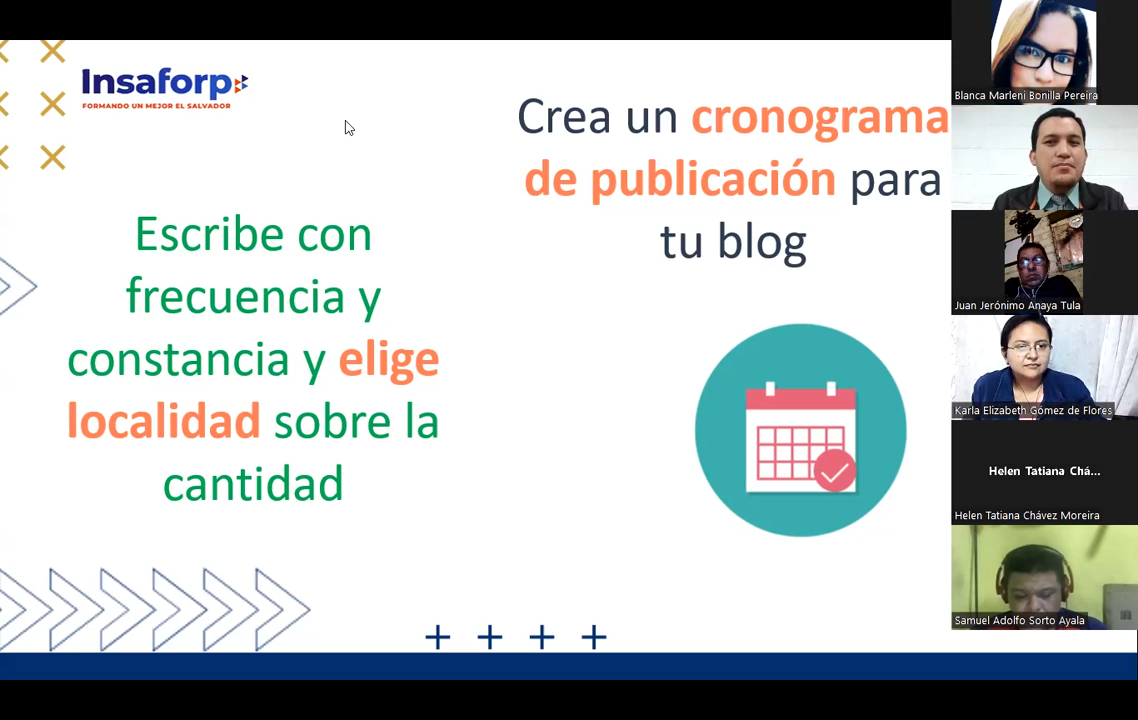 Insaforp
FORMANDO UN MEJOR EL SALVADOR
Escribe con
frecuencia y
constancia y elige
localidad sobre la
cantidad
Crea un cronograma
de publicación para
tu blog
Blanca Marleni Bonilla Pereira
Juan Jerónimo Anaya Tula
Karla Elizabeth Gómez de Flores
Helen Tatiana Chá...
Helen Tatiana Chávez Moreira
Samuel Adolfo Sorto Ayala